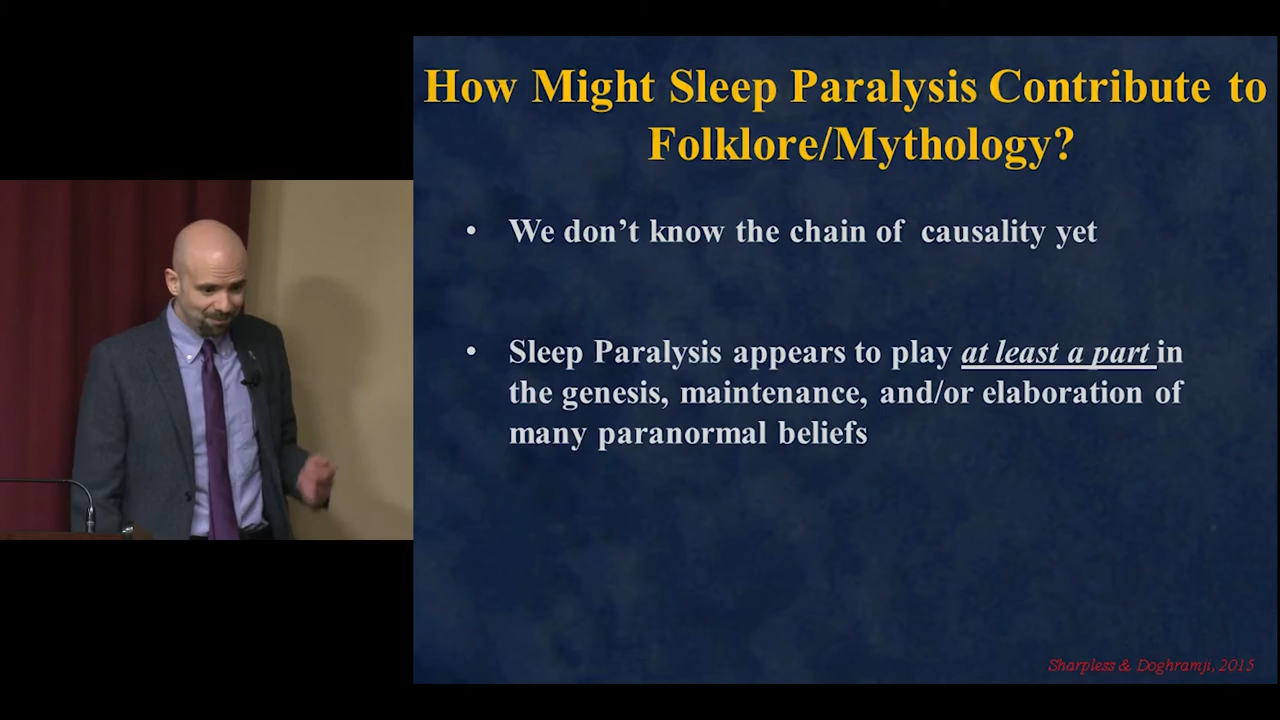 How Might Sleep Paralysis Contribute to
Folklore/Mythology?
• We don’t know the chain of causality yet
• Sleep Paralysis appears to play at least a part in
the genesis, maintenance, and/or elaboration of
many paranormal beliefs
Sharpless & Doghramji, 2015